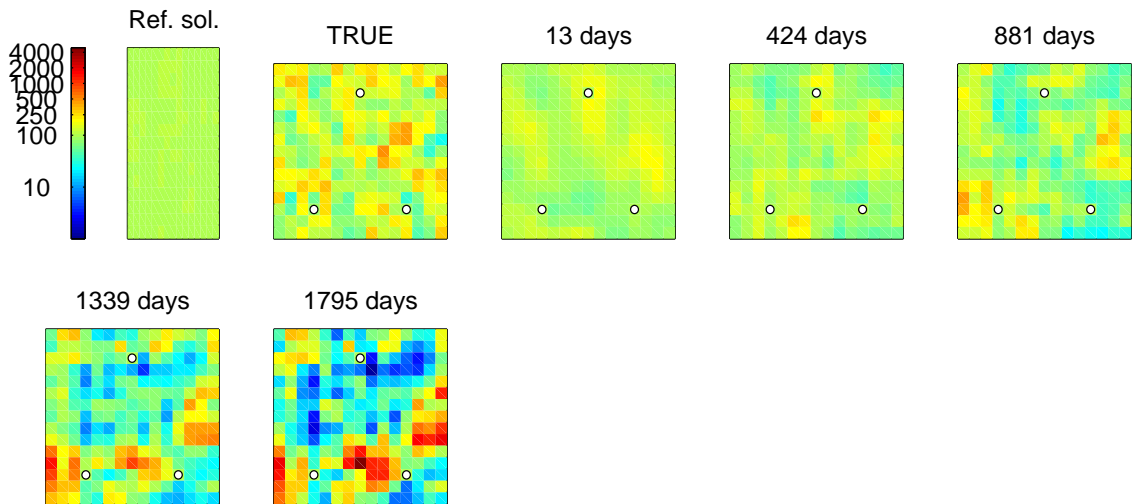 Ref. sol.
TRUE
13 days
424 days
881 days
4000
2000
1000
500
250
100
10
1339 days
1795 days